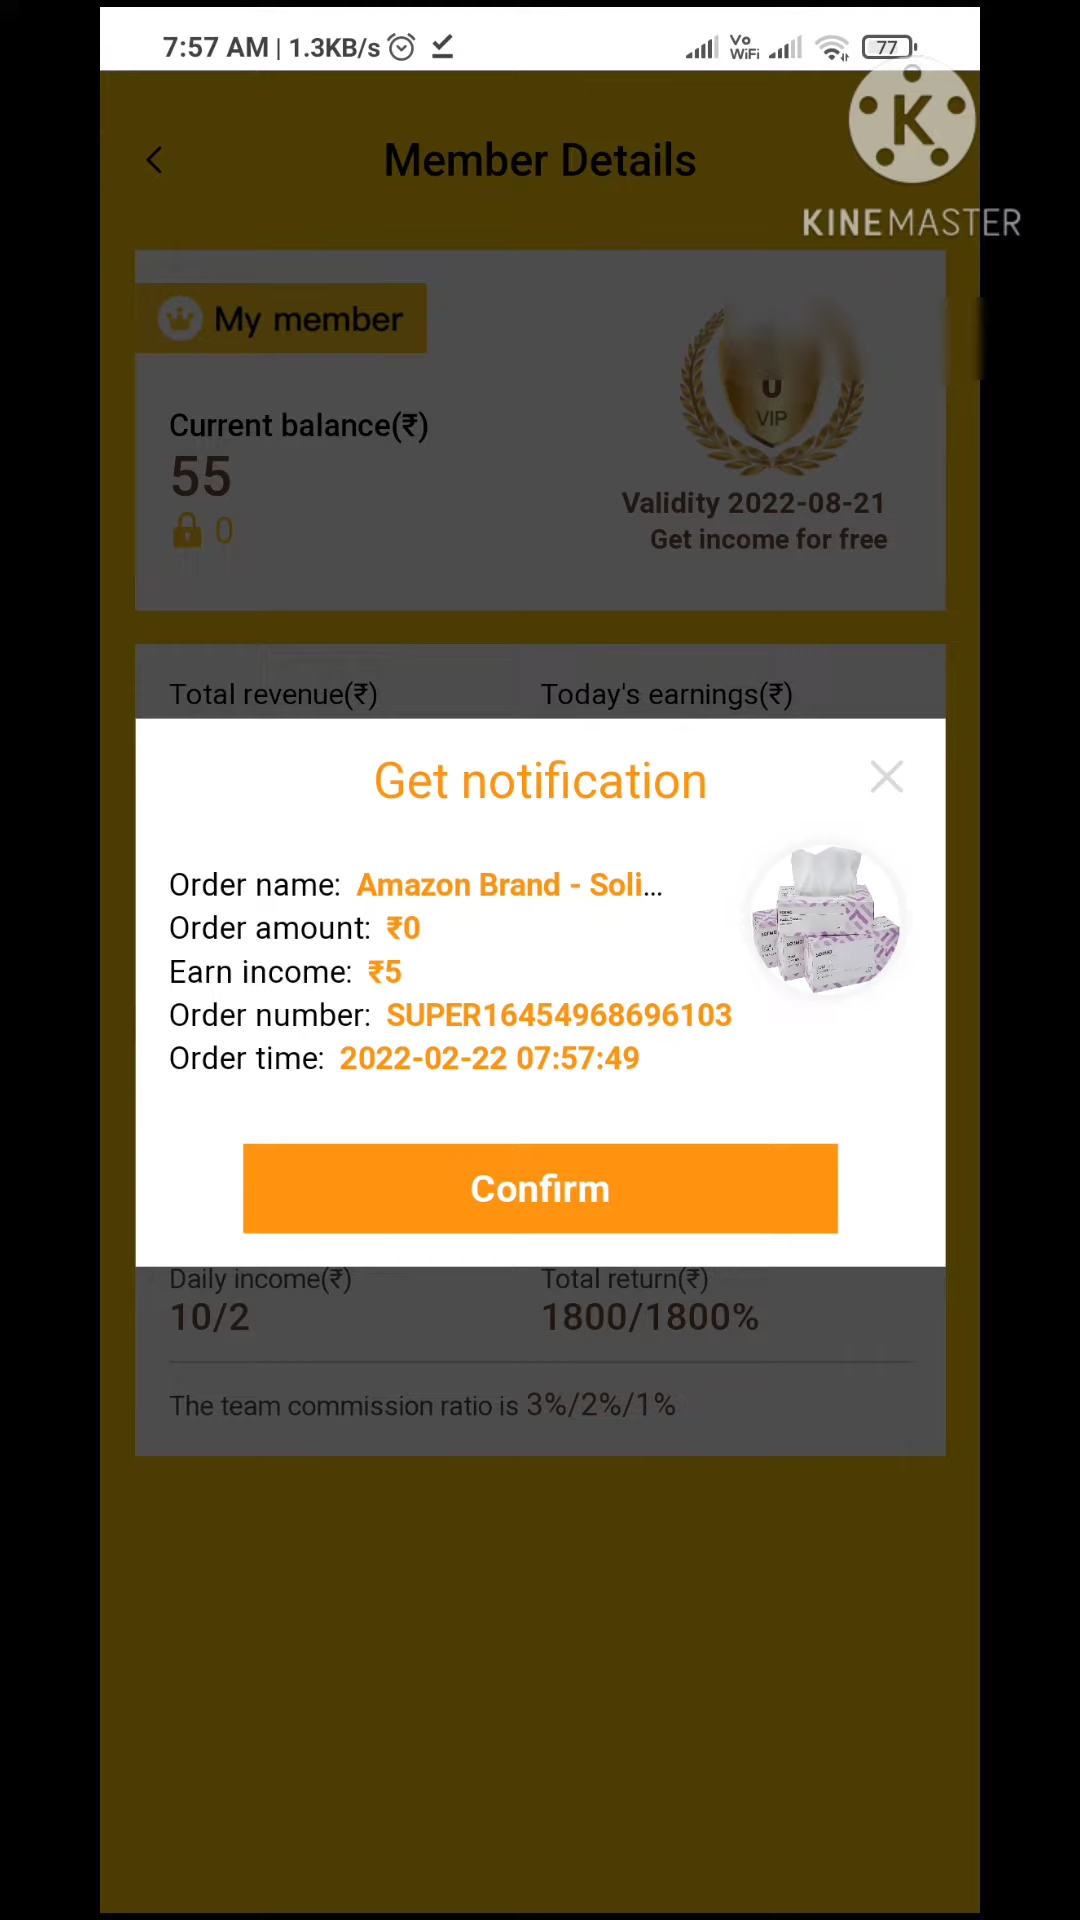 7:57 AM | 1.3KB/s
Vo
WiFi
77
K
KINEMASTER
Member Details
My member
VIP
Current balance(₹)
55
0
Validity 2022-08-21
Get income for free
Total revenue(₹) Today's earnings(₹)
Get notification
Order name: Amazon Brand - Soli...
Order amount: ₹0
Earn income: ₹5
Order number: SUPER16454968696103
Order time: 2022-02-22 07:57:49
Confirm
Daily income(₹) Total return(₹)
10/2 1800/1800%
The team commission ratio is 3%/2%/1%